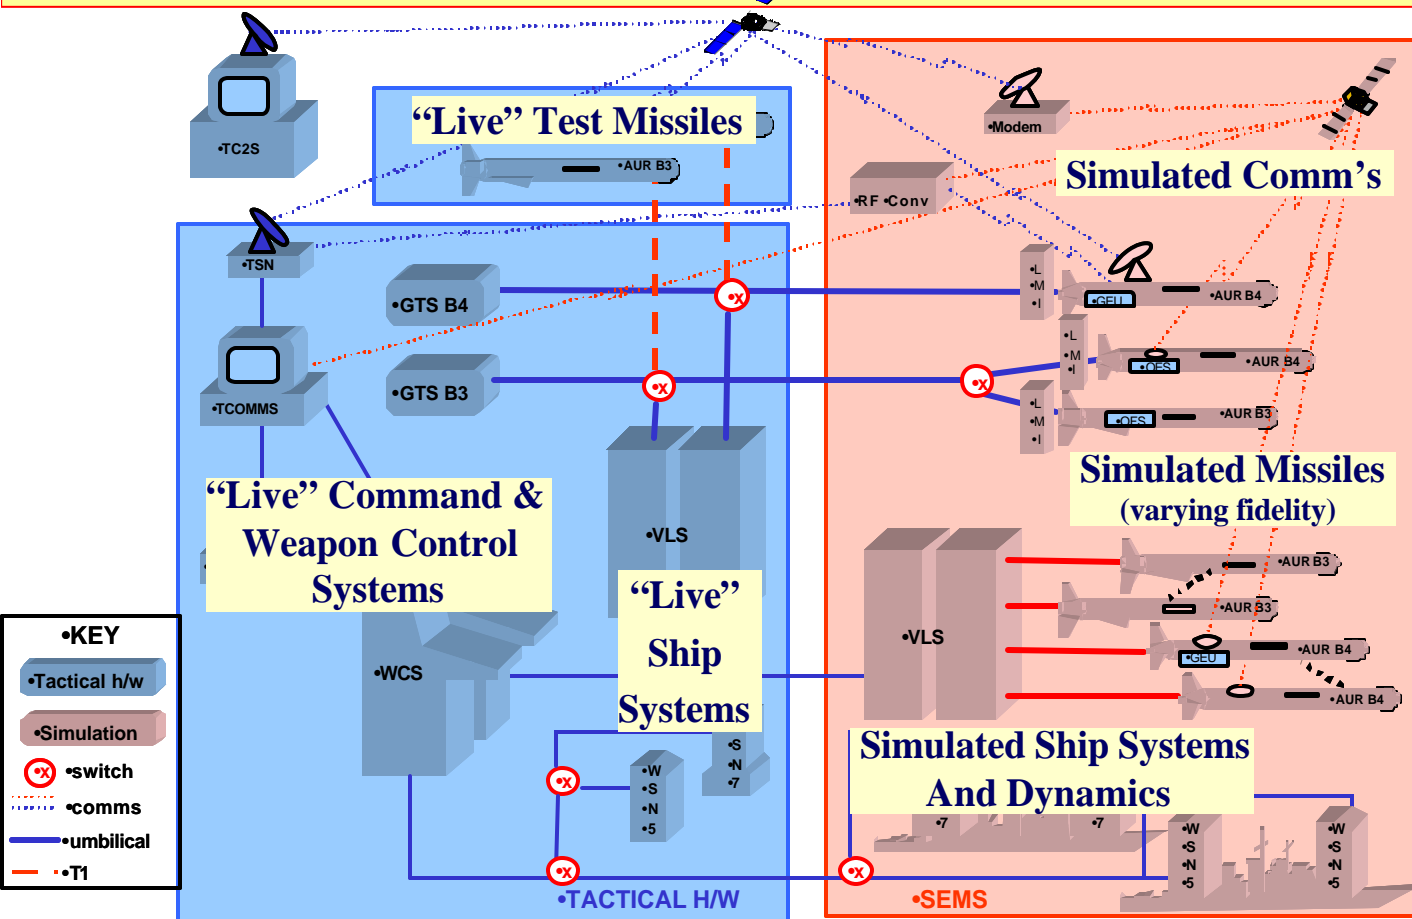 •TC2S
“Live” Test Missiles
•AUR B3
•Modem
Simulated Comm’s
•RF •Conv
•TSN
•GTS B4
•L
•M
•I
•GEU
•AUR B4
•TCOMMS
•GTS B3
•L
•M
•I
•OES
•AUR B4
•L
•M
•I
•OES
•AUR B3
“Live” Command &
Weapon Control
Systems
•VLS
Simulated Missiles
(varying fidelity)
“Live”
Ship
Systems
•WCS
•VLS
•AUR B3
•AUR B3
•GEU
•AUR B4
•AUR B4
•KEY
•Tactical h/w
•Simulation
•x •switch
•comms
•umbilical
•T1
•x
•x
•x
•x
•x
•x
•S
•N
•7
•W
•S
•N
•5
Simulated Ship Systems
And Dynamics
•7
•7
•W
•S
•N
•5
•W
•S
•N
•5
•TACTICAL H/W
•SEMS